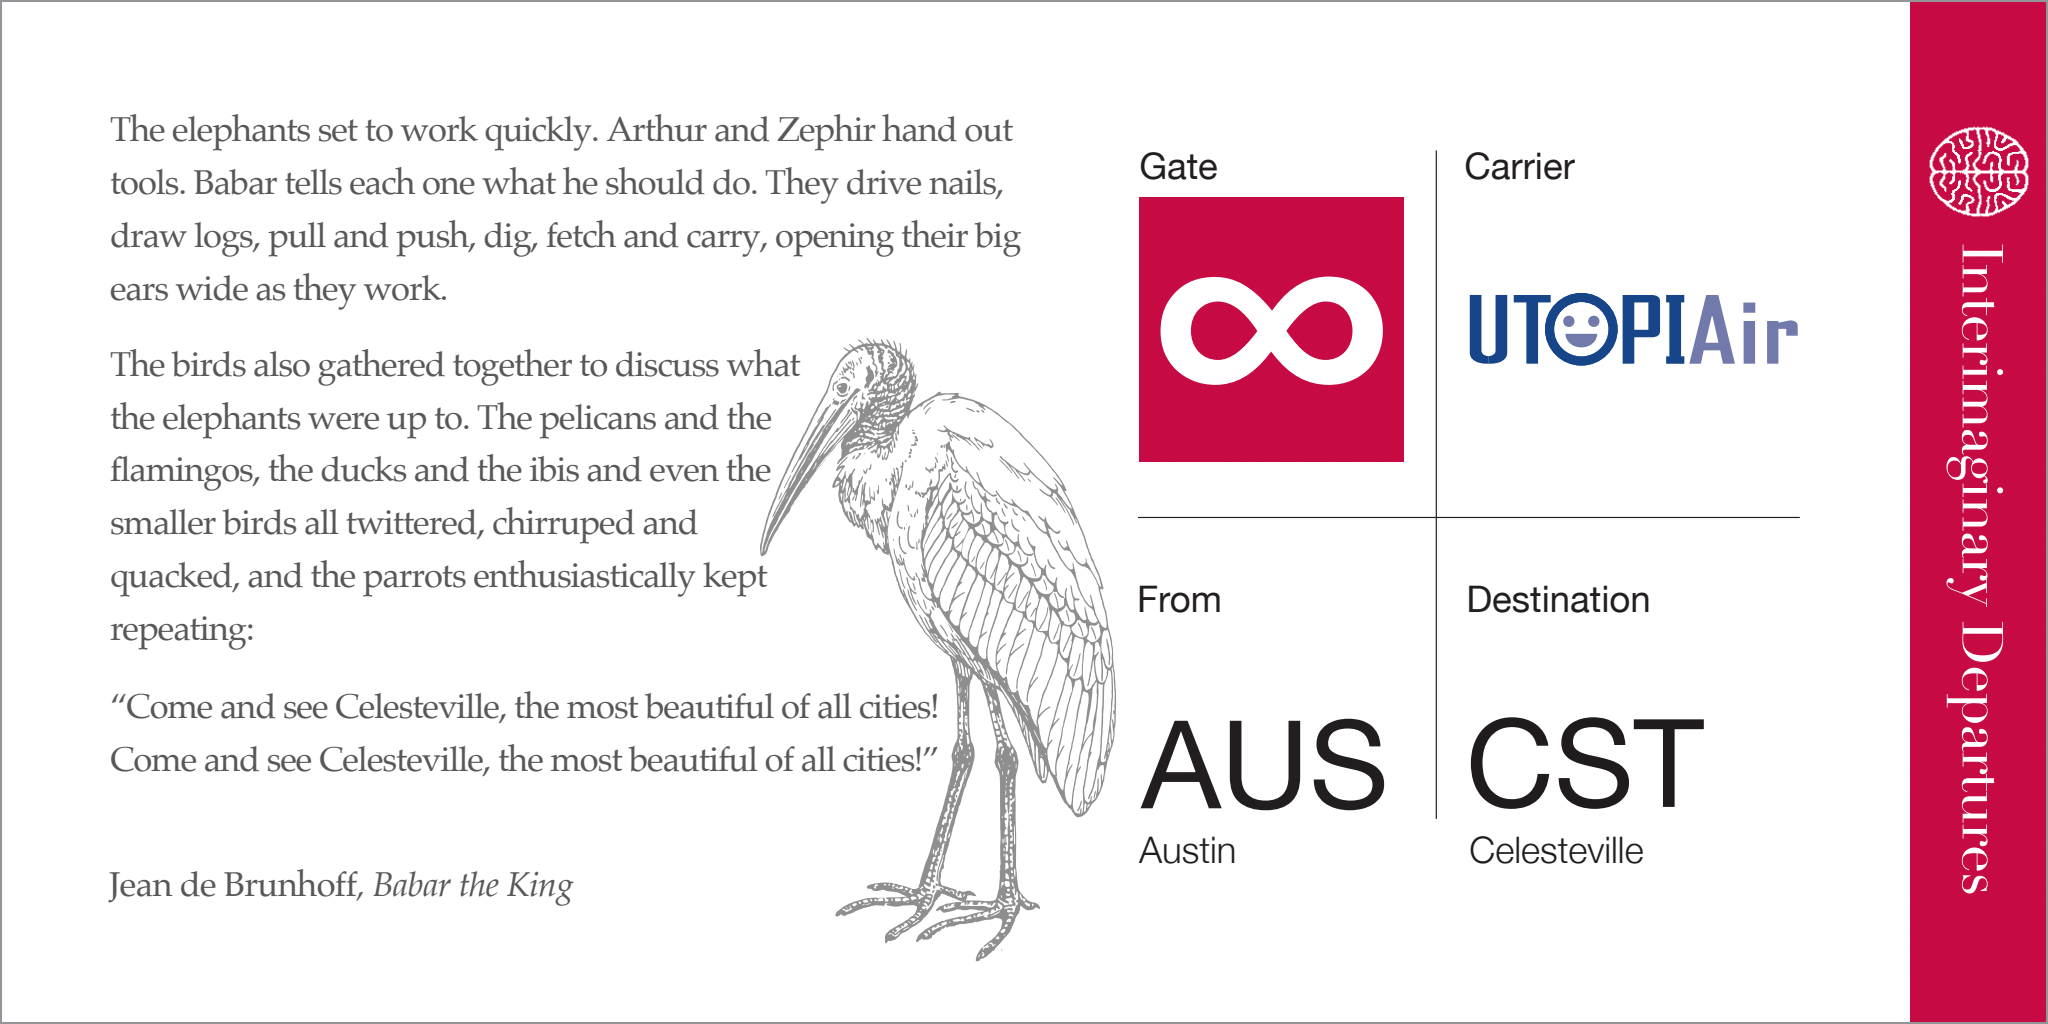 The elephants set to work quickly. Arthur and Zephir hand out
tools. Babar tells each one what he should do. They drive nails,
draw logs, pull and push, dig, fetch and carry, opening their big
ears wide as they work.
The birds also gathered together to discuss what
the elephants were up to. The pelicans and the
flamingos, the ducks and the ibis and even the
smaller birds all twittered, chirruped and
quacked, and the parrots enthusiastically kept
repeating:
“Come and see Celesteville, the most beautiful of all cities!
Come and see Celesteville, the most beautiful of all cities!”
Jean de Brunhoff, Babar the King
Gate
∞
Carrier
UTOPIAir
From
AUS
Austin
Destination
CST
Celesteville
Interimaginary Departures